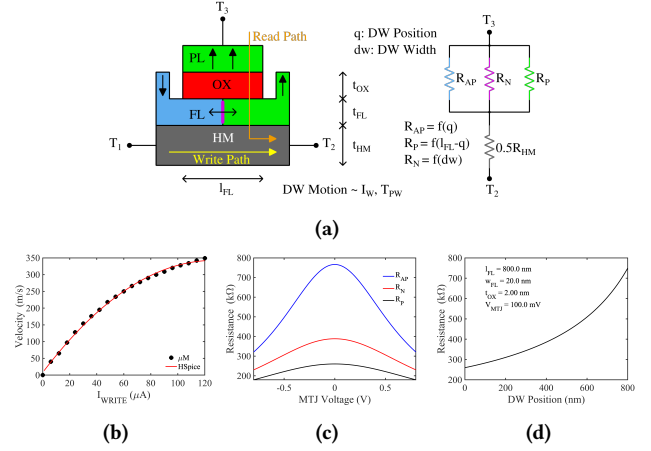 T3
Read Path
PL
OX
FL
HM
Write Path
T1
T2
tOX
tFL
tHM
lFL
q: DW Position
dw: DW Width
DW Motion ~ IW, TPW
T3
RAP
RN
RP
RAP = f(q)
RP = f(lFL-q)
RN = f(dw)
0.5RHM
T2
(a)
350
300
250
200
150
100
50
0
Velocity (m/s)
μM
HSpice
0 20 40 60 80 100 120
IWRITE (μA)
(b)
800
700
600
500
400
300
200
Resistance (kΩ)
RAP
RN
RP
-0.5 0 0.5
MTJ Voltage (V)
(c)
800
700
600
500
400
300
200
Resistance (kΩ)
lFL = 800.0 nm
wFL = 20.0 nm
tOX = 2.00 nm
VMTJ = 100.0 mV
0 200 400 600 800
DW Position (nm)
(d)